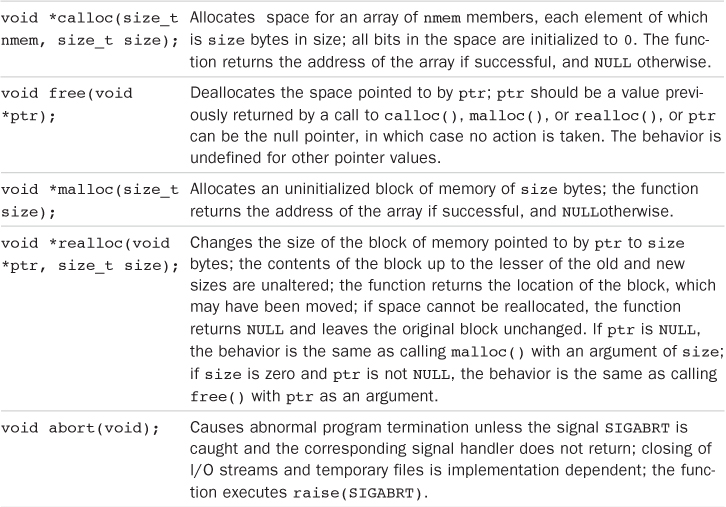 void *calloc(size_t nmem, size_t size);
Allocates space for an array of nmem members, each element of which
is size bytes in size; all bits in the space are initialized to 0. The func-
tion returns the address of the array if successful, and NULL otherwise.
void free(void *ptr);
Deallocates the space pointed to by ptr; ptr should be a value previ-
ously returned by a call to calloc(), malloc(), or realloc(), or ptr
can be the null pointer, in which case no action is taken. The behavior is
undefined for other pointer values.
void *malloc(size_t size);
Allocates an uninitialized block of memory of size bytes; the function
returns the address of the array if successful, and NULLotherwise.
void *realloc(void *ptr, size_t size);
Changes the size of the block of memory pointed to by ptr to size
bytes; the contents of the block up to the lesser of the old and new
sizes are unaltered; the function returns the location of the block, which
may have been moved; if space cannot be reallocated, the function
returns NULL and leaves the original block unchanged. If ptr is NULL,
the behavior is the same as calling malloc() with an argument of size;
if size is zero and ptr is not NULL, the behavior is the same as calling
free() with ptr as an argument.
void abort(void);
Causes abnormal program termination unless the signal SIGABRT is
caught and the corresponding signal handler does not return; closing of
I/O streams and temporary files is implementation dependent; the func-
tion executes raise(SIGABRT).